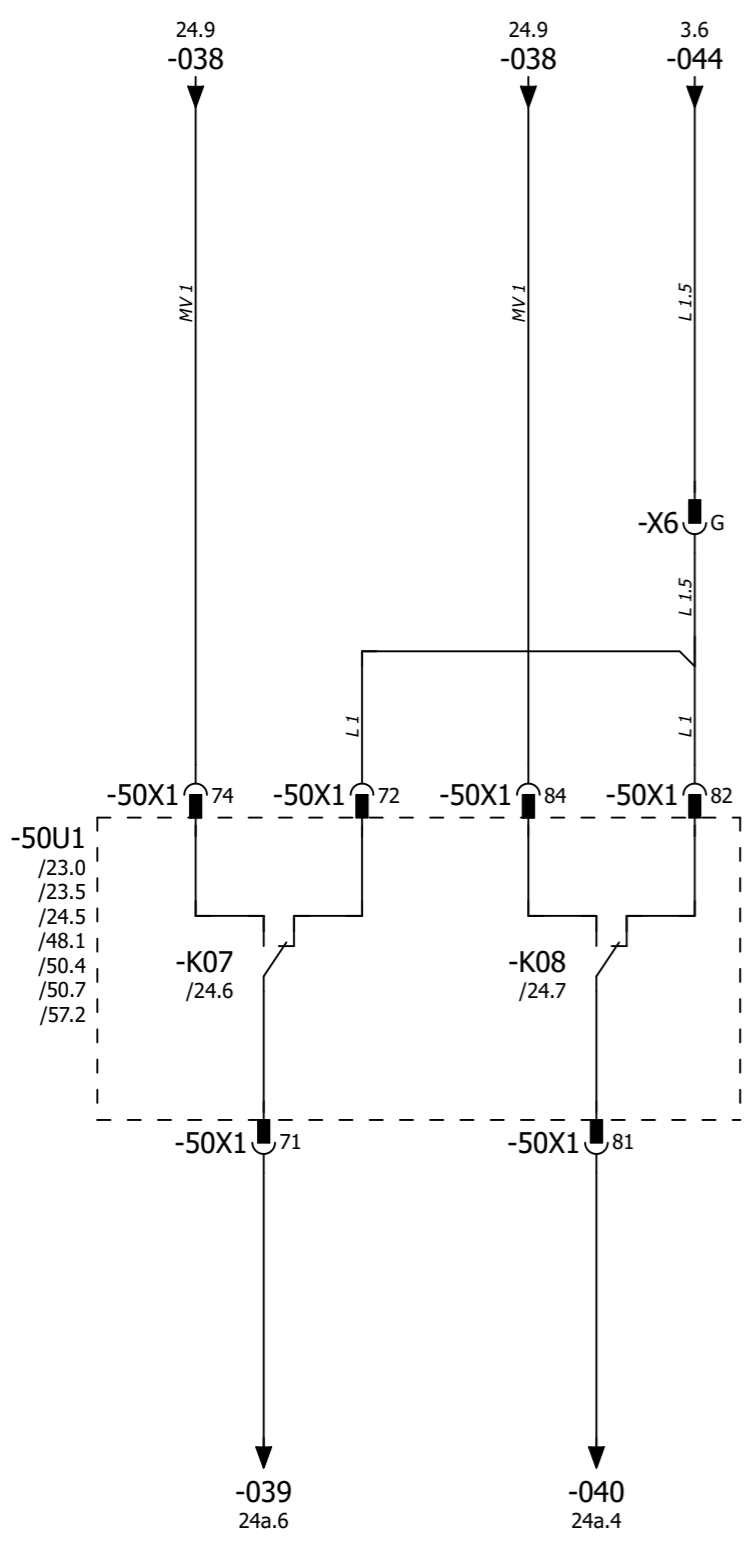 24.9
-038
24.9
-038
3.6
-044
MV 1
MV 1
L 1.5
-X6
G
L 1.5
L 1
L 1
-50X1
74
-50X1
72
-50X1
84
-50X1
82
-50U1
/23.0
/23.5
/24.5
/48.1
/50.4
/50.7
/57.2
-K07
/24.6
-K08
/24.7
-50X1
71
-50X1
81
-039
24a.6
-040
24a.4